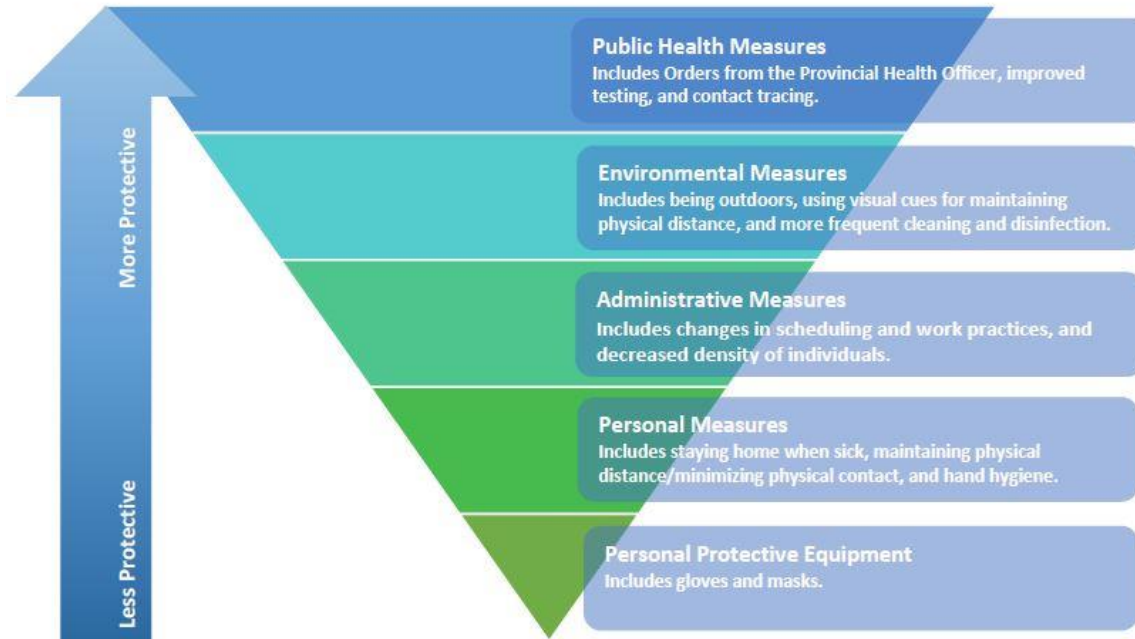 Public Health Measures
Includes Orders from the Provincial Health Officer, improved
testing, and contact tracing.
Environmental Measures
Includes being outdoors, using visual cues for maintaining
physical distance, and more frequent cleaning and disinfection.
Administrative Measures
Includes changes in scheduling and work practices, and
decreased density of individuals.
Personal Measures
Includes staying home when sick, maintaining physical
distance/minimizing physical contact, and hand hygiene.
Personal Protective Equipment
Includes gloves and masks.
More Protective
Less Protective